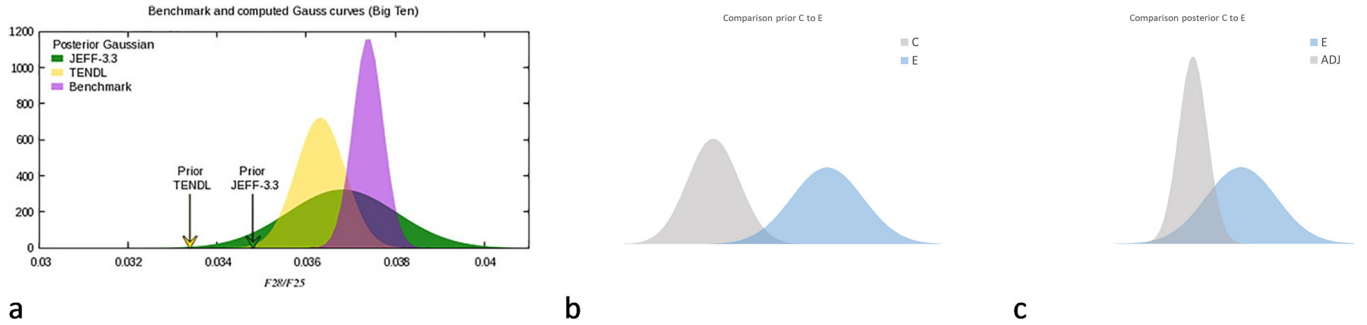 Benchmark and computed Gauss curves (Big Ten)
1200
1000
800
600
400
200
0
Posterior Gaussian
JEFF-3.3
TENDL
Benchmark
Prior
TENDL
Prior
JEFF-3.3
0.03
0.032
0.034
0.036
0.038
0.04
F28/F25
a
Comparison prior C to E
C
E
b
Comparison posterior C to E
E
ADJ
c